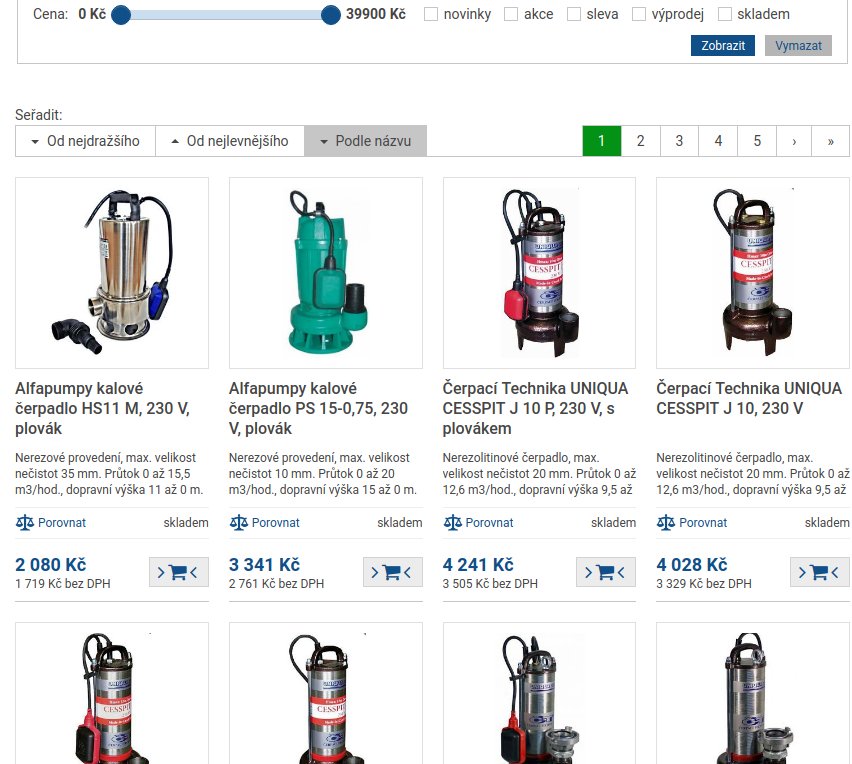 Cena: 0 Kč 39900 Kč novinky akce sleva výprodej skladem
Zobrazit Vymazat
Seřadit:
Od nejdražšího Od nejlevnějšího Podle názvu 1 2 3 4 5 › »
Alfapumpy kalové
čerpadlo HS11 M, 230 V,
plovák
Nerezové provedení, max. velikost
nečistot 35 mm. Průtok 0 až 15,5
m3/hod., dopravní výška 11 až 0 m.
Porovnat skladem
2 080 Kč
1 719 Kč bez DPH
Alfapumpy kalové
čerpadlo PS 15-0,75, 230
V, plovák
Nerezové provedení, max. velikost
nečistot 10 mm. Průtok 0 až 20
m3/hod., dopravní výška 15 až 0 m.
Porovnat skladem
3 341 Kč
2 761 Kč bez DPH
CESSPIT
Čerpací Technika UNIQUA
CESSPIT J 10 P, 230 V, s
plovákem
Nerezolitinové čerpadlo, max.
velikost nečistot 20 mm. Průtok 0 až
12,6 m3/hod., dopravní výška 9,5 až
Porovnat skladem
4 241 Kč
3 505 Kč bez DPH
CESSPIT
Čerpací Technika UNIQUA
CESSPIT J 10, 230 V
Nerezolitinové čerpadlo, max.
velikost nečistot 20 mm. Průtok 0 až
12,6 m3/hod., dopravní výška 9,5 až
Porovnat skladem
4 028 Kč
3 329 Kč bez DPH
CESSPIT
CESSPIT